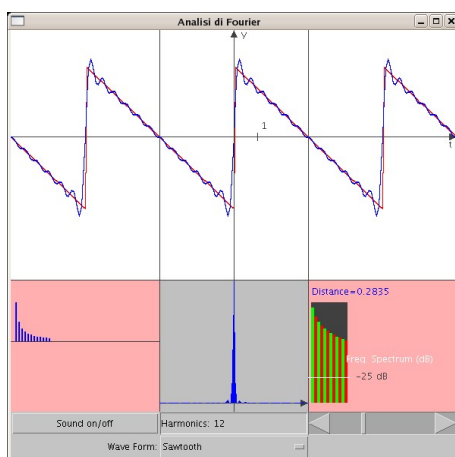 Analisi di Fourier
Y
1
t
Distance=0.2835
Freq. Spectrum (dB)
-25 dB
Sound on/off
Harmonics: 12
Wave Form:
Sawtooth